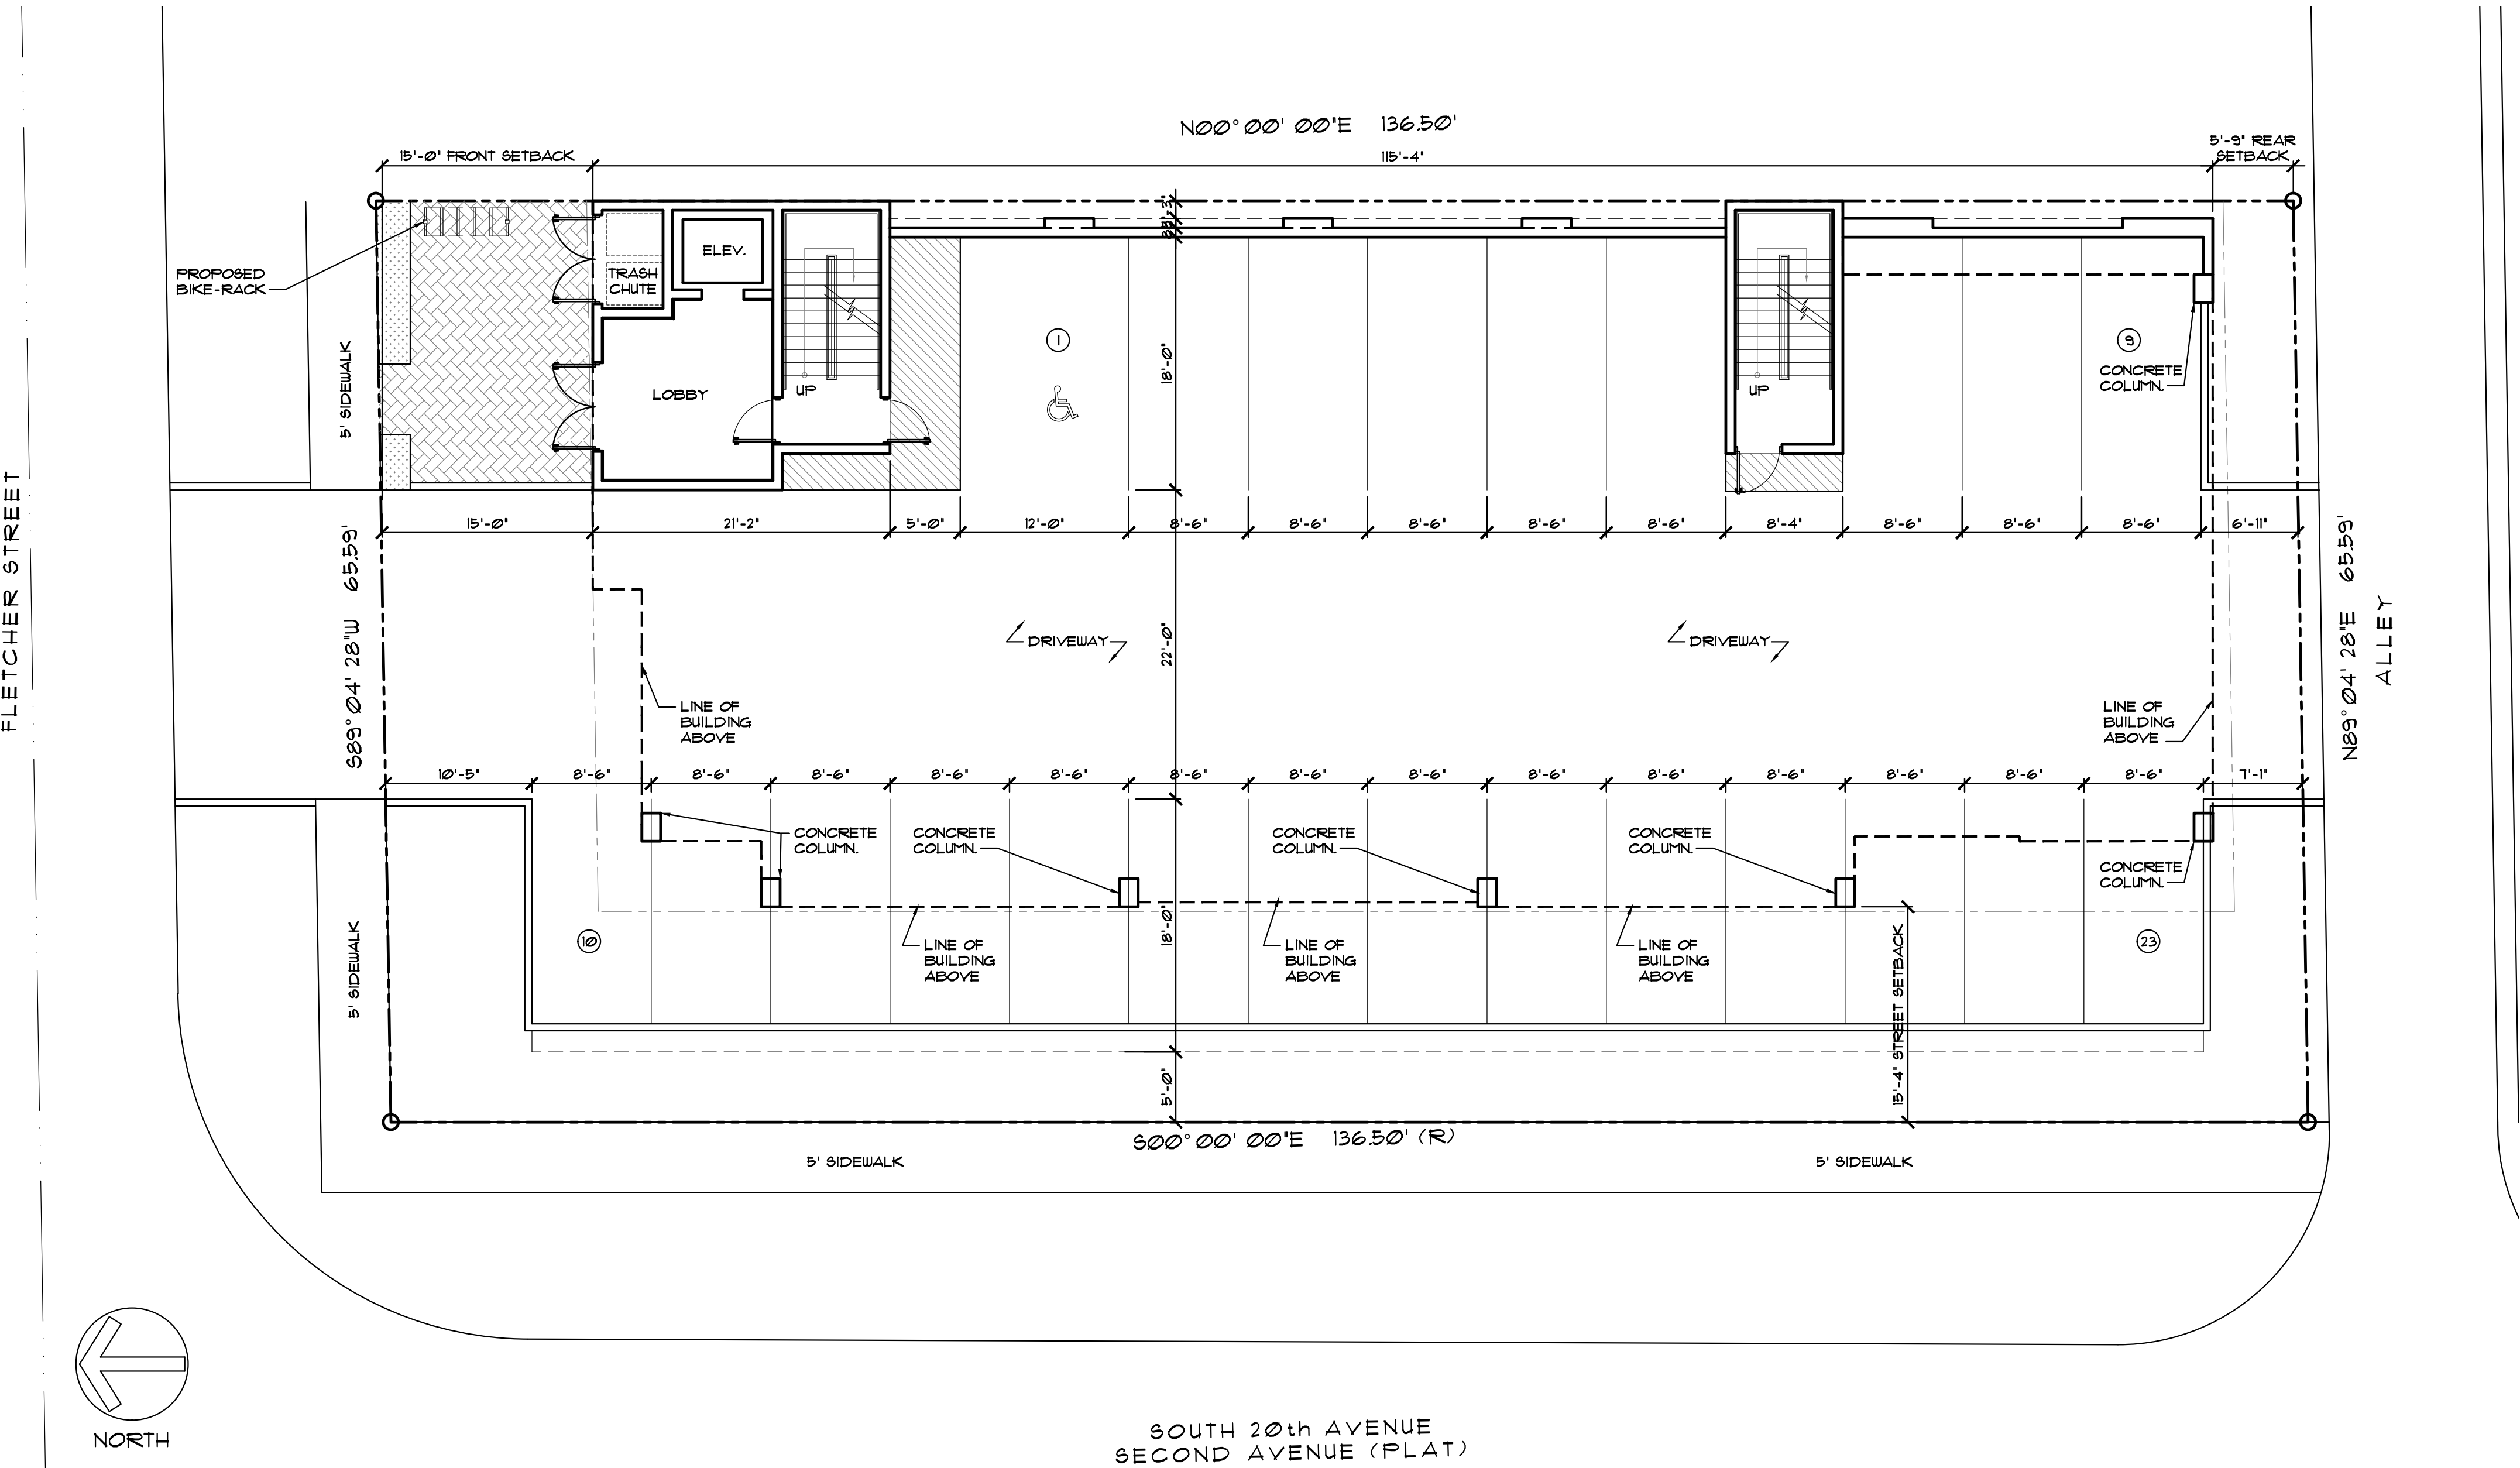 N00°00' 00"E 136.50'
15'-0" FRONT SETBACK
115'-4"
5'-9" REAR
SETBACK
PROPOSED
BIKE-RACK
TRASH
CHUTE
ELEV.
LOBBY
UP
UP
1
9
CONCRETE
COLUMN.
5' SIDEWALK
18'-0"
FLETCHER STREET
S89°04' 28"W 65.59'
N89°04' 28"E 65.59'
ALLEY
15'-0"
21'-2"
5'-0"
12'-0"
8'-6"
8'-6"
8'-6"
8'-6"
8'-6"
8'-4"
8'-6"
8'-6"
8'-6"
6'-11"
DRIVEWAY
DRIVEWAY
22'-0"
LINE OF
BUILDING
ABOVE
LINE OF
BUILDING
ABOVE
10'-5"
8'-6"
8'-6"
8'-6"
8'-6"
8'-6"
8'-6"
8'-6"
8'-6"
8'-6"
8'-6"
8'-6"
8'-6"
8'-6"
8'-6"
7'-1"
CONCRETE
COLUMN.
CONCRETE
COLUMN.
CONCRETE
COLUMN.
CONCRETE
COLUMN.
CONCRETE
COLUMN.
5' SIDEWALK
10
LINE OF
BUILDING
ABOVE
18'-0"
LINE OF
BUILDING
ABOVE
LINE OF
BUILDING
ABOVE
23
15'-4" STREET SETBACK
5'-0"
S00°00' 00"E 136.50' (R)
5' SIDEWALK
5' SIDEWALK
NORTH
SOUTH 20th AVENUE
SECOND AVENUE (PLAT)